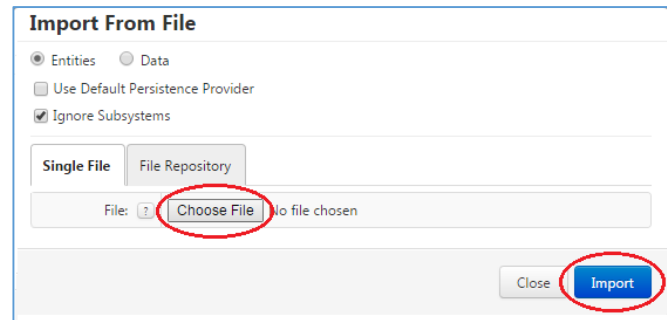 Import From File
Entities Data
Use Default Persistence Provider
Ignore Subsystems
Single File File Repository
File: ? Choose File No file chosen
Close Import